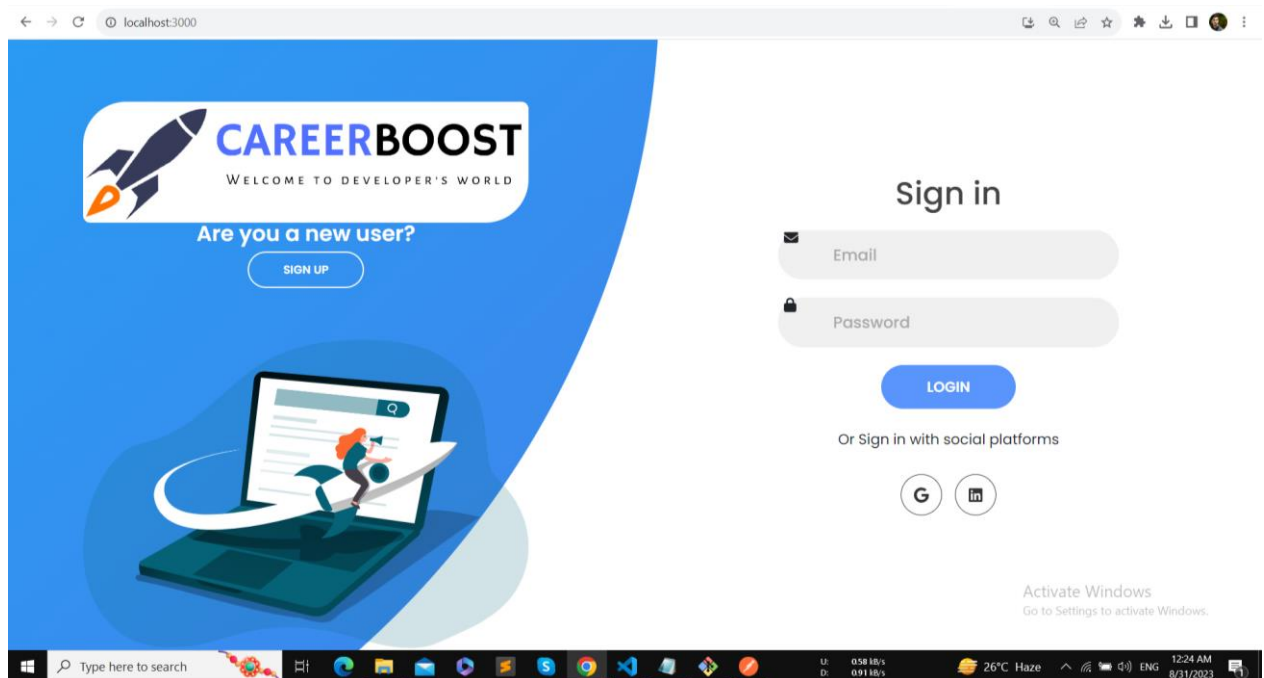 localhost:3000
CAREERBOOST
WELCOME TO DEVELOPER'S WORLD
Are you a new user?
SIGN UP
Sign in
Email
Password
LOGIN
Or Sign in with social platforms
G
in
Activate Windows
Go to Settings to activate Windows.
Type here to search
S
U: 0.58 kB/s
D: 0.91 kB/s
26°C Haze
ENG
12:24 AM
8/31/2023
1